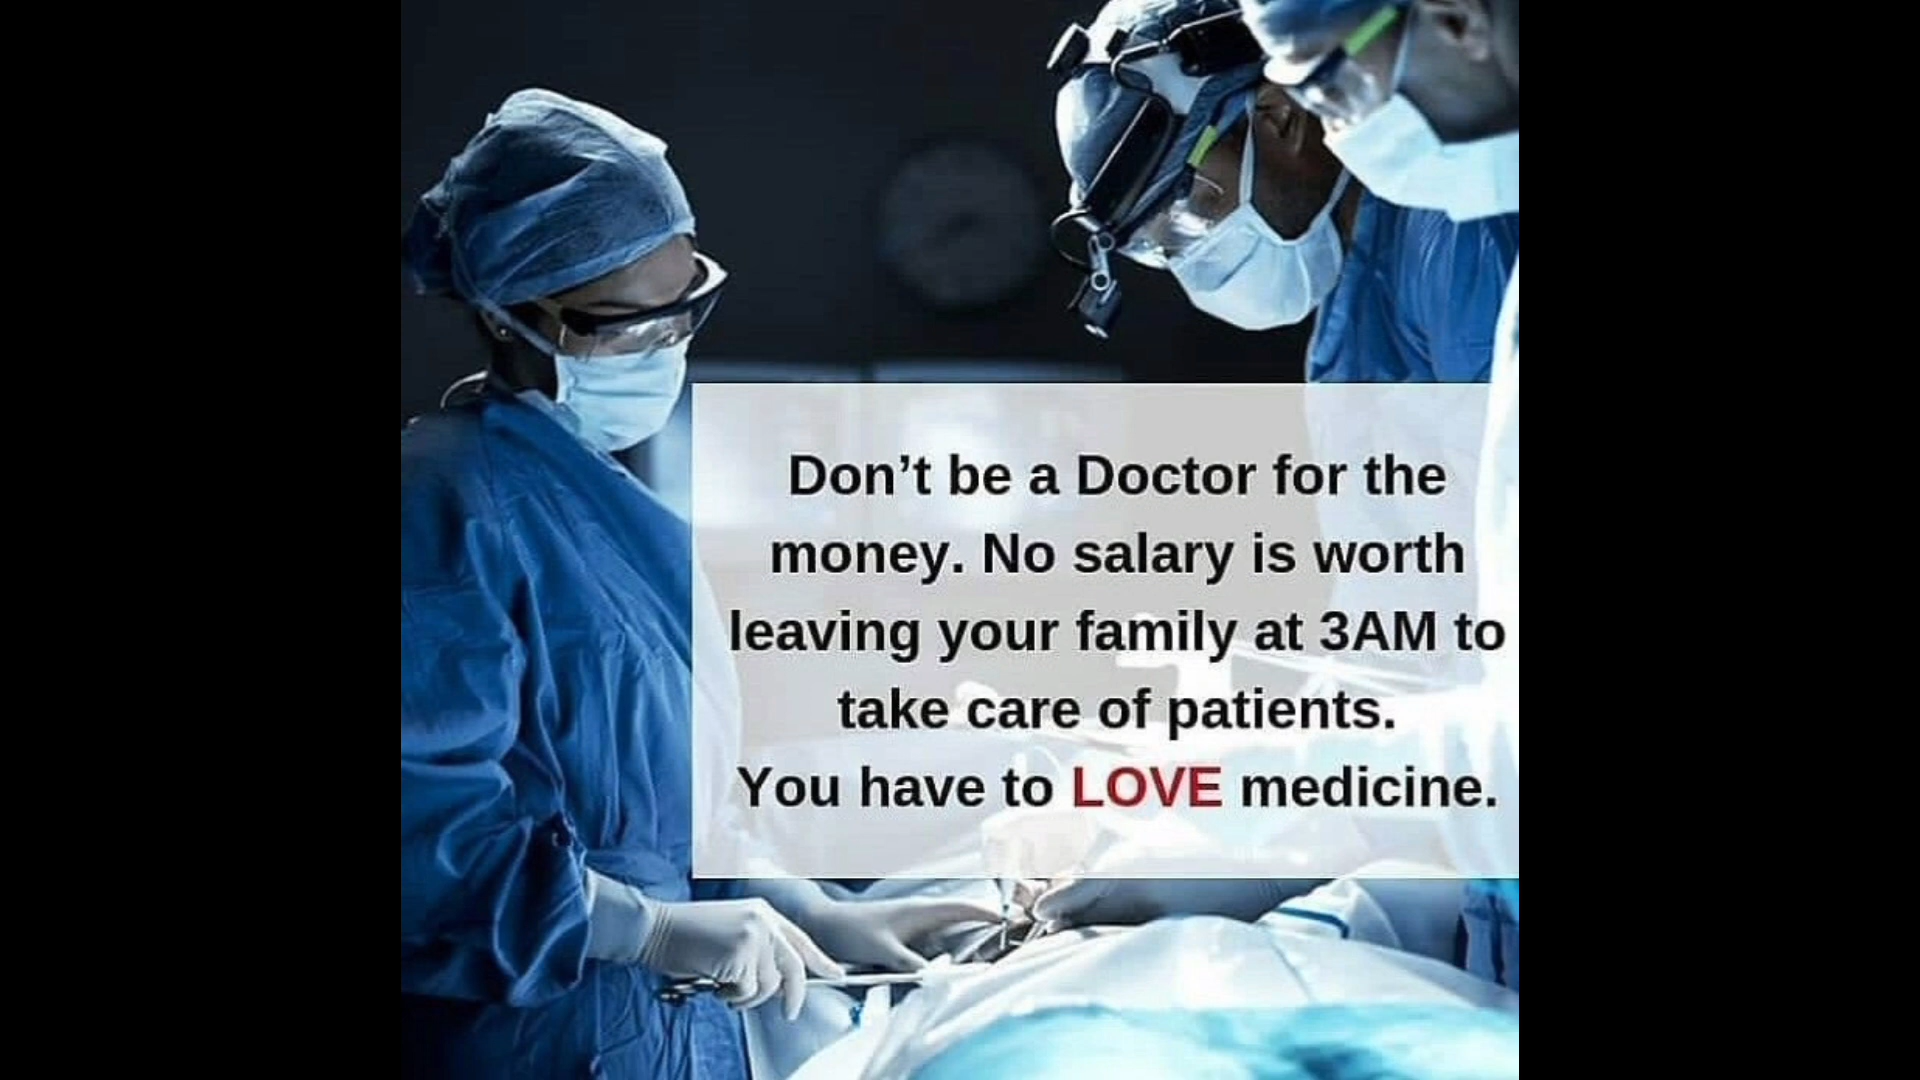 Don’t be a Doctor for the
money. No salary is worth
leaving your family at 3AM to
take care of patients.
You have to LOVE medicine.